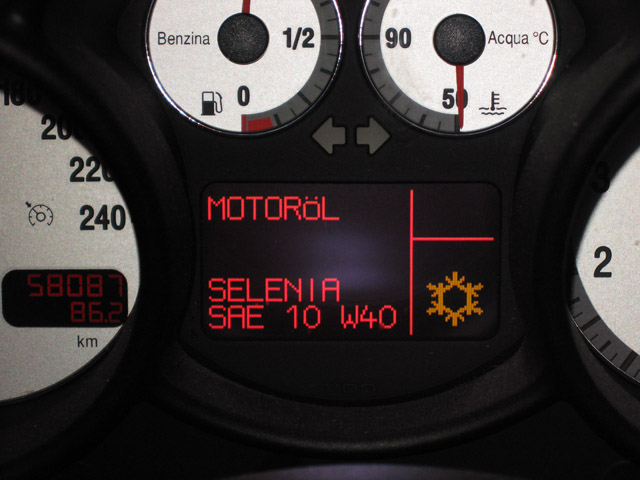 Benzina
1/2
0
90
Acqua °C
50
200
220
240
58087
86.2
km
MOTORöL
SELENIA
SAE 10 W40
3
2